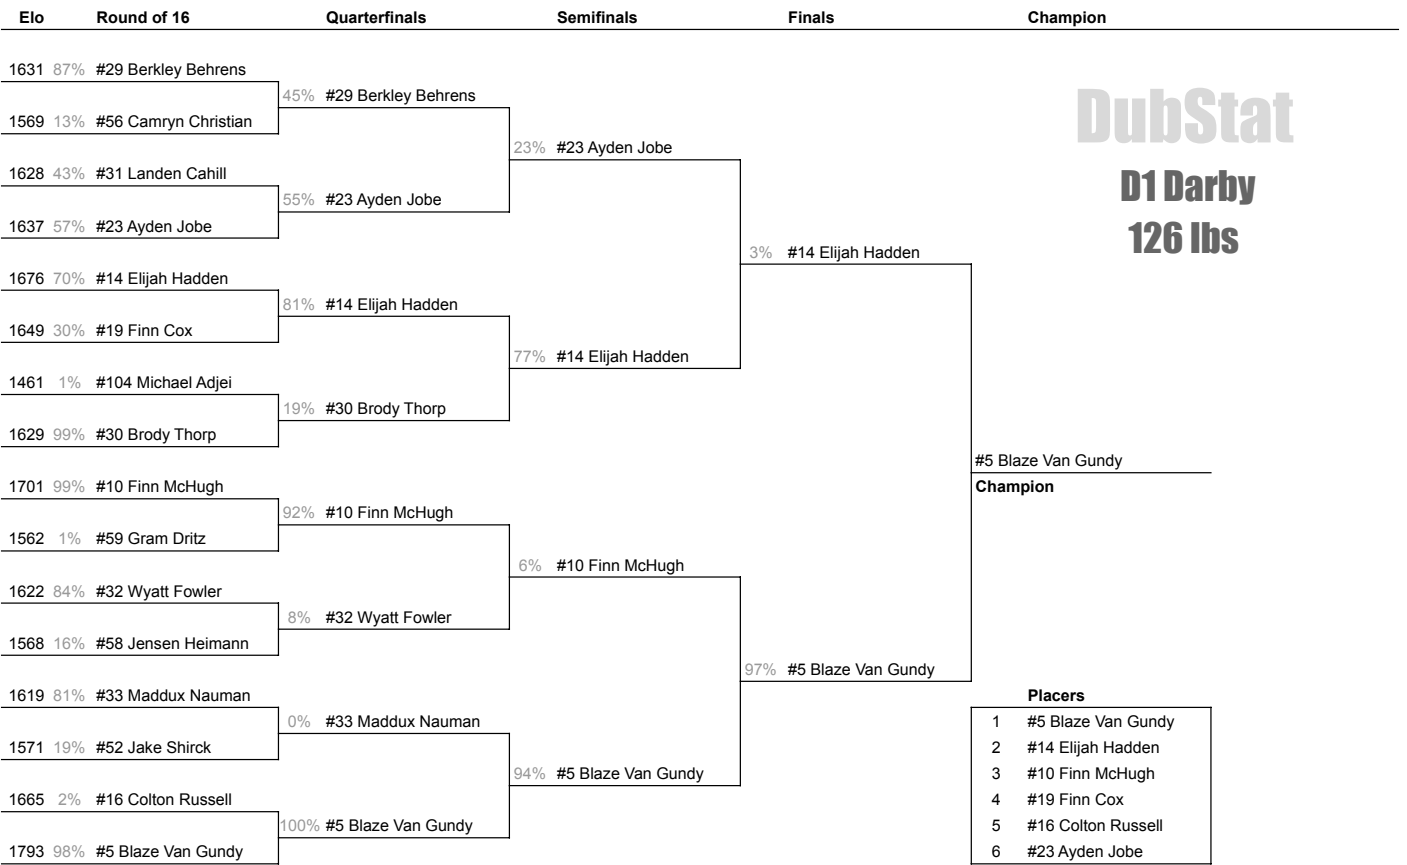 Elo Round of 16 Quarterfinals Semifinals Finals Champion
1631 87% #29 Berkley Behrens
45% #29 Berkley Behrens
1569 13% #56 Camryn Christian
23% #23 Ayden Jobe
1628 43% #31 Landen Cahill
55% #23 Ayden Jobe
1637 57% #23 Ayden Jobe
3% #14 Elijah Hadden
1676 70% #14 Elijah Hadden
81% #14 Elijah Hadden
1649 30% #19 Finn Cox
77% #14 Elijah Hadden
1461 1% #104 Michael Adjei
19% #30 Brody Thorp
1629 99% #30 Brody Thorp
#5 Blaze Van Gundy
Champion
1701 99% #10 Finn McHugh
92% #10 Finn McHugh
1562 1% #59 Gram Dritz
6% #10 Finn McHugh
1622 84% #32 Wyatt Fowler
8% #32 Wyatt Fowler
1568 16% #58 Jensen Heimann
97% #5 Blaze Van Gundy
1619 81% #33 Maddux Nauman
0% #33 Maddux Nauman
1571 19% #52 Jake Shirck
94% #5 Blaze Van Gundy
1665 2% #16 Colton Russell
100% #5 Blaze Van Gundy
1793 98% #5 Blaze Van Gundy
DubStat
D1 Darby
126 lbs
Placers
1 #5 Blaze Van Gundy
2 #14 Elijah Hadden
3 #10 Finn McHugh
4 #19 Finn Cox
5 #16 Colton Russell
6 #23 Ayden Jobe